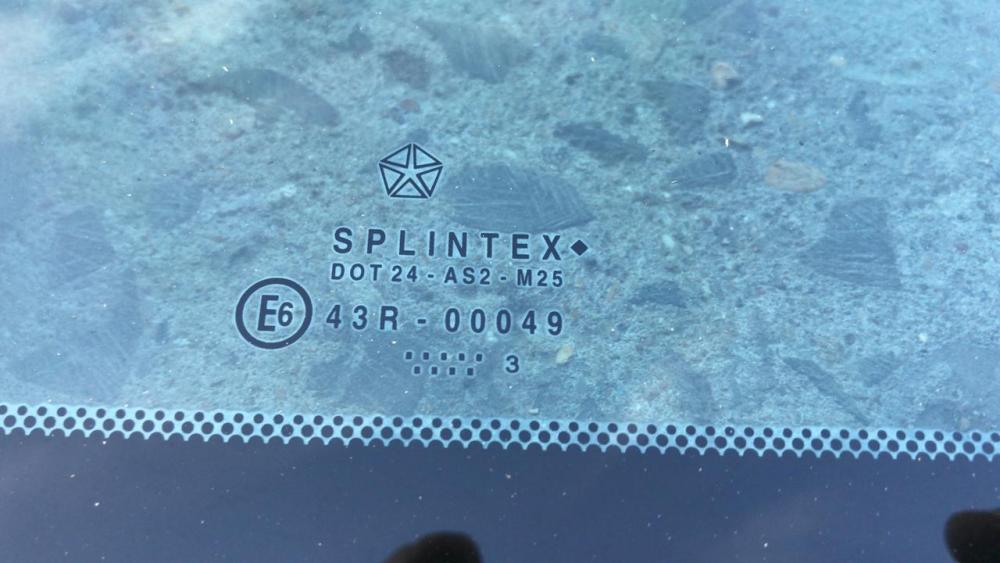 SPLINTEX
DOT 24 - AS2 - M25
E6 43R - 00049
3